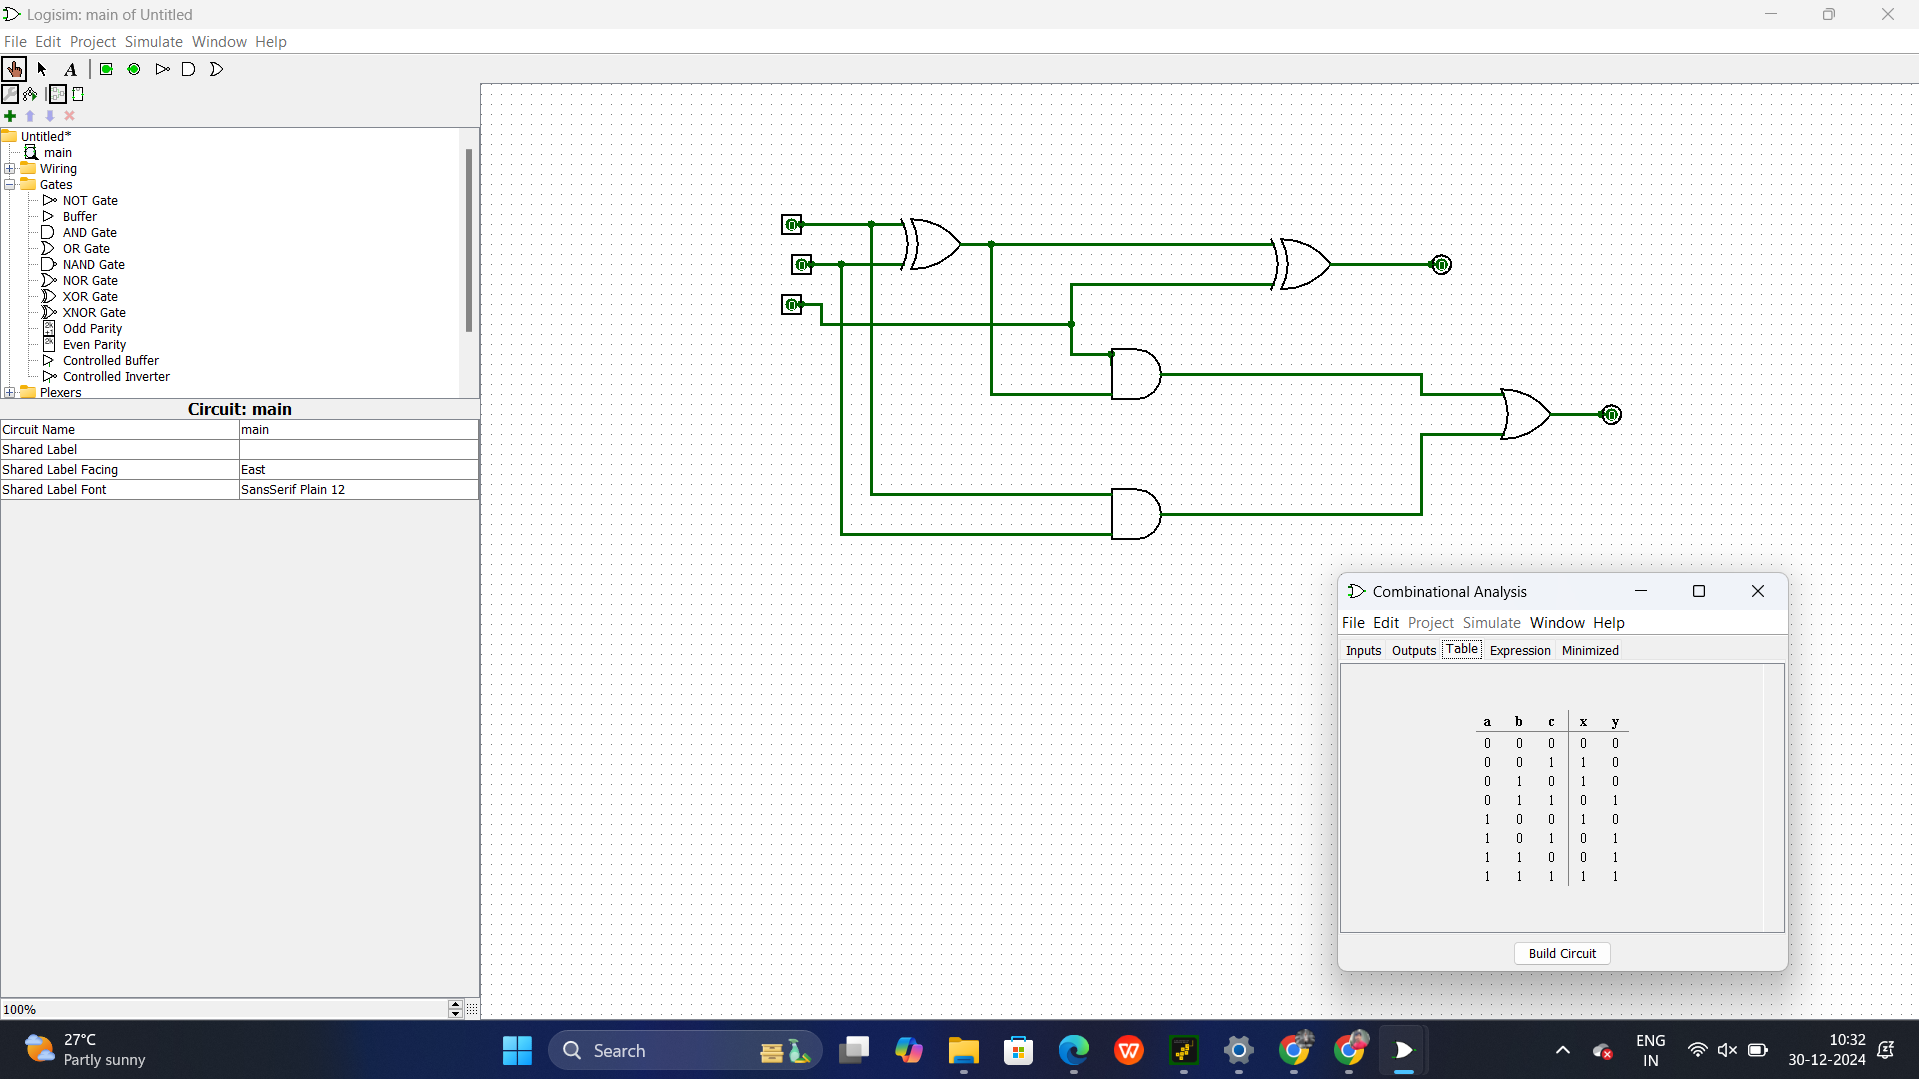 Logisim: main of Untitled
File Edit Project Simulate Window Help
A
Untitled*
main
Wiring
Gates
NOT Gate
Buffer
AND Gate
OR Gate
NAND Gate
NOR Gate
XOR Gate
XNOR Gate
Odd Parity
Even Parity
Controlled Buffer
Controlled Inverter
Plexers
Circuit: main
Circuit Name main
Shared Label
Shared Label Facing East
Shared Label Font SansSerif Plain 12
100%
Combinational Analysis
File Edit Project Simulate Window Help
Inputs Outputs Table Expression Minimized
a b c x y
0 0 0 0 0
0 0 1 1 0
0 1 0 1 0
0 1 1 0 1
1 0 0 1 0
1 0 1 0 1
1 1 0 0 1
1 1 1 1 1
Build Circuit
27°C
Partly sunny
Search
ENG
IN
10:32
30-12-2024